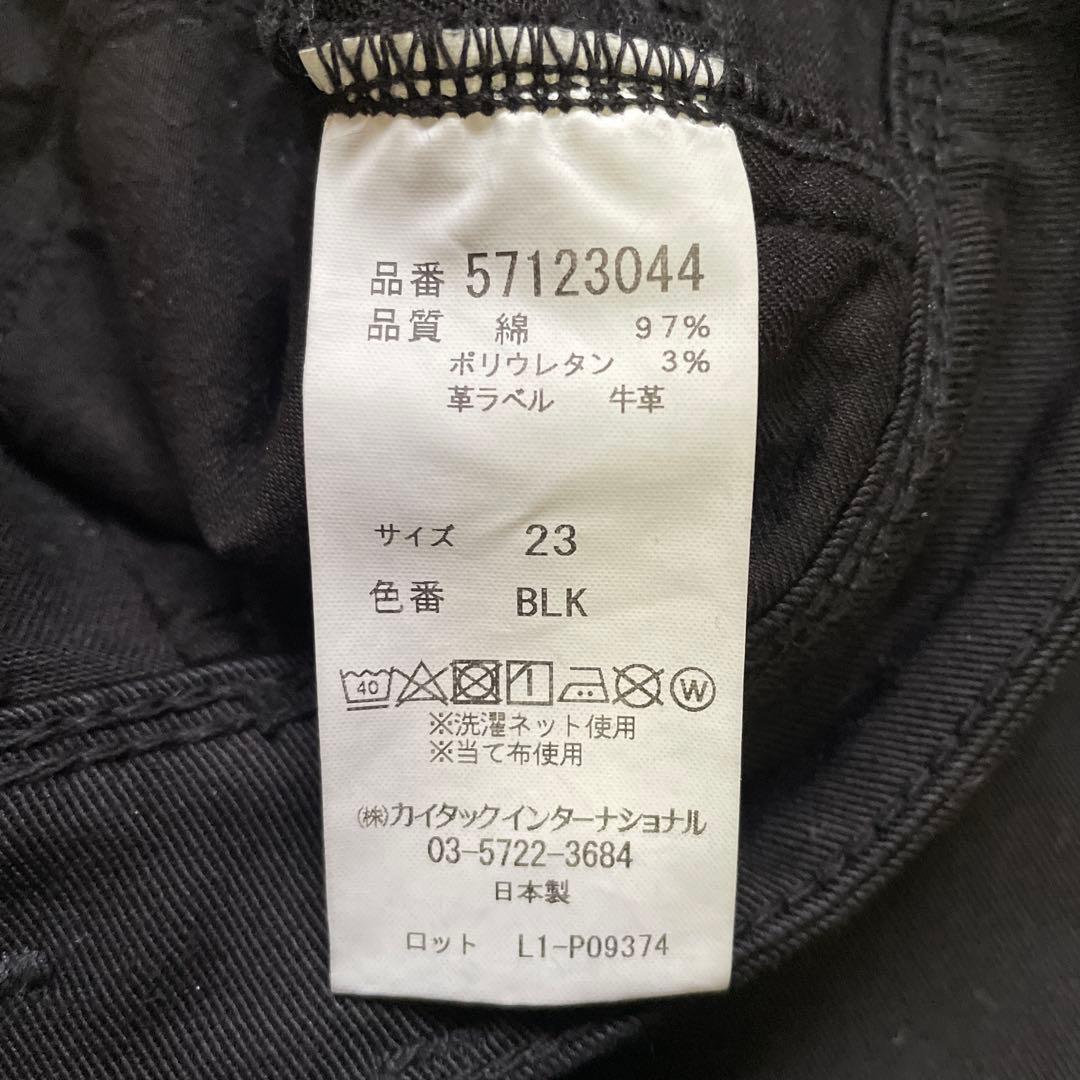 品番 57123044
品質 綿 97%
ポリウレタン 3%
革ラベル 牛革
サイズ 23
色番 BLK
40 W
※洗濯ネット使用
※当て布使用
㈱カイタックインターナショナル
03-5722-3684
日本製
ロット L1-P09374